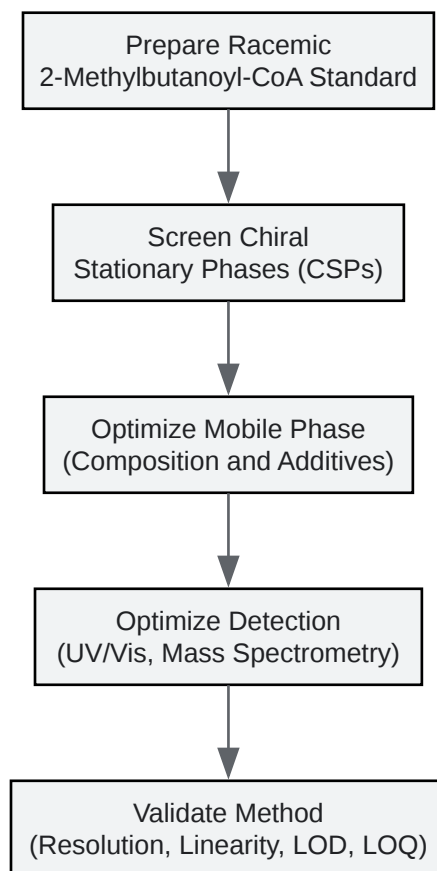 Prepare Racemic
2-Methylbutanoyl-CoA Standard
Screen Chiral
Stationary Phases (CSPs)
Optimize Mobile Phase
(Composition and Additives)
Optimize Detection
(UV/Vis, Mass Spectrometry)
Validate Method
(Resolution, Linearity, LOD, LOQ)